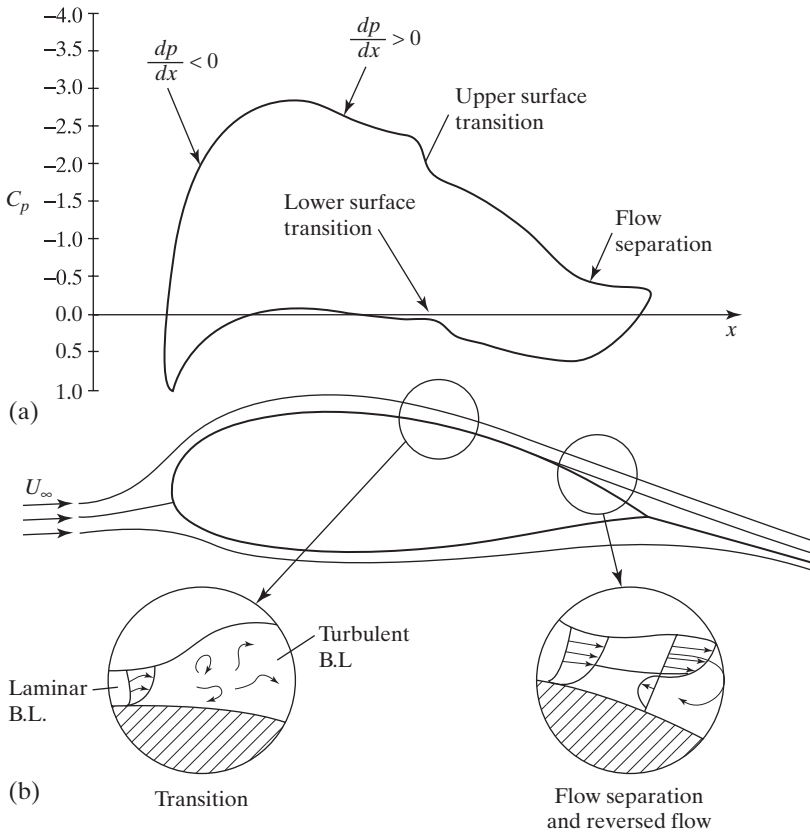 -4.0
-3.5
-3.0
-2.5
-2.0
-1.5
-1.0
-0.5
0.0
0.5
1.0
C_p
dp/dx < 0
dp/dx > 0
Upper surface
transition
Lower surface
transition
Flow
separation
x
(a)
U_∞
Laminar
B.L.
Turbulent
B.L
(b)
Transition
Flow separation
and reversed flow